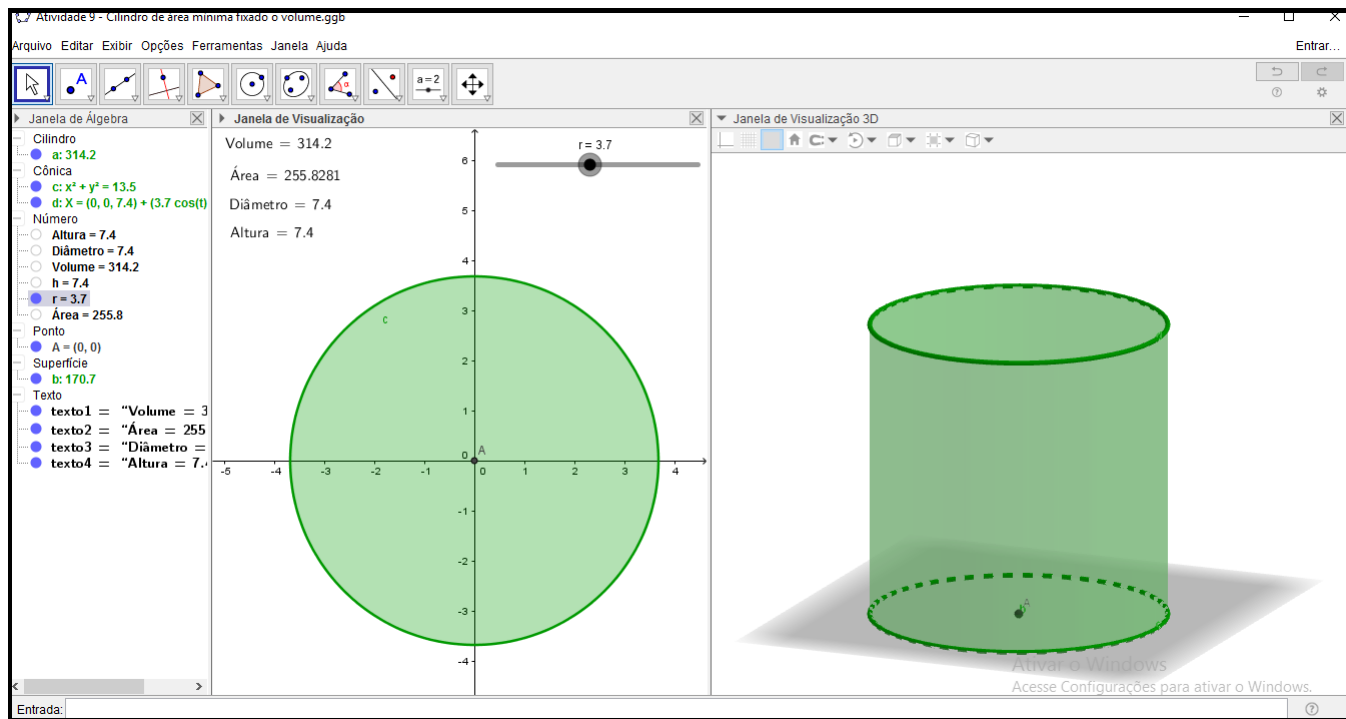 Atividade 9 - Cilindro de área mínima fixado o volume.ggb
Arquivo Editar Exibir Opções Ferramentas Janela Ajuda
Entrar...
A
α
a=2
Janela de Álgebra
Cilindro
a: 314.2
Cônica
c: x² + y² = 13.5
d: X = (0, 0, 7.4) + (3.7 cos(t)
Número
Altura = 7.4
Diâmetro = 7.4
Volume = 314.2
h = 7.4
r = 3.7
Área = 255.8
Ponto
A = (0, 0)
Superfície
b: 170.7
Texto
texto1 = “Volume = 3
texto2 = “Área = 255
texto3 = “Diâmetro =
texto4 = “Altura = 7.4
Janela de Visualização
Volume = 314.2
Área = 255.8281
Diâmetro = 7.4
Altura = 7.4
r = 3.7
6
5
4
3
2
1
0
-1
-2
-3
-4
-5 -4 -3 -2 -1 0 1 2 3 4
c
A
Janela de Visualização 3D
A
Ativar o Windows
Acesse Configurações para ativar o Windows.
Entrada: